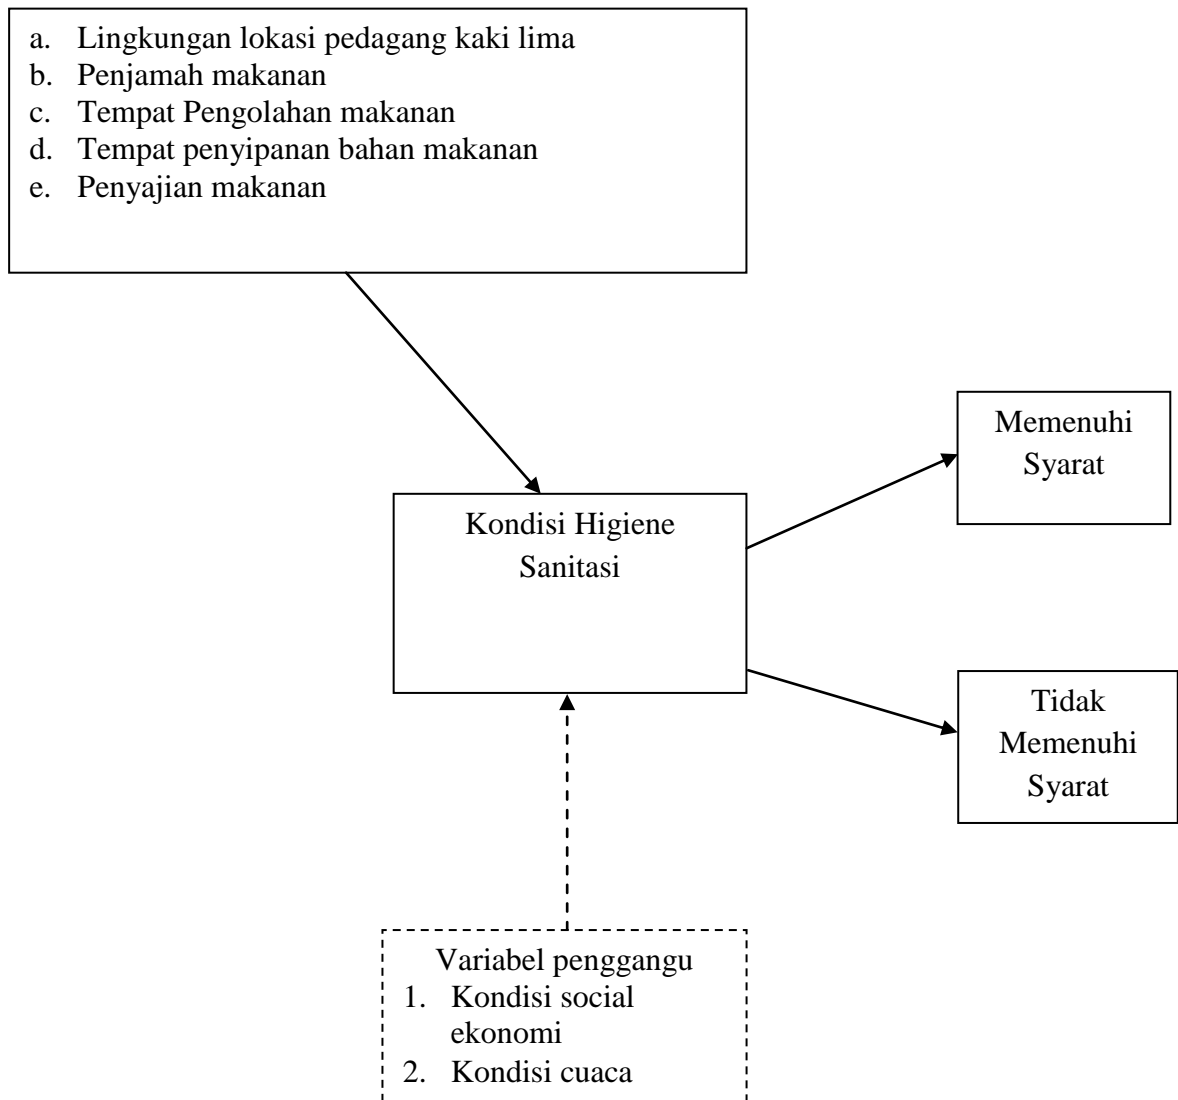 a. Lingkungan lokasi pedagang kaki lima
b. Penjamah makanan
c. Tempat Pengolahan makanan
d. Tempat penyipanan bahan makanan
e. Penyajian makanan
Memenuhi
Syarat
Kondisi Higiene
Sanitasi
Tidak
Memenuhi
Syarat
Variabel penggangu
1. Kondisi social
ekonomi
2. Kondisi cuaca